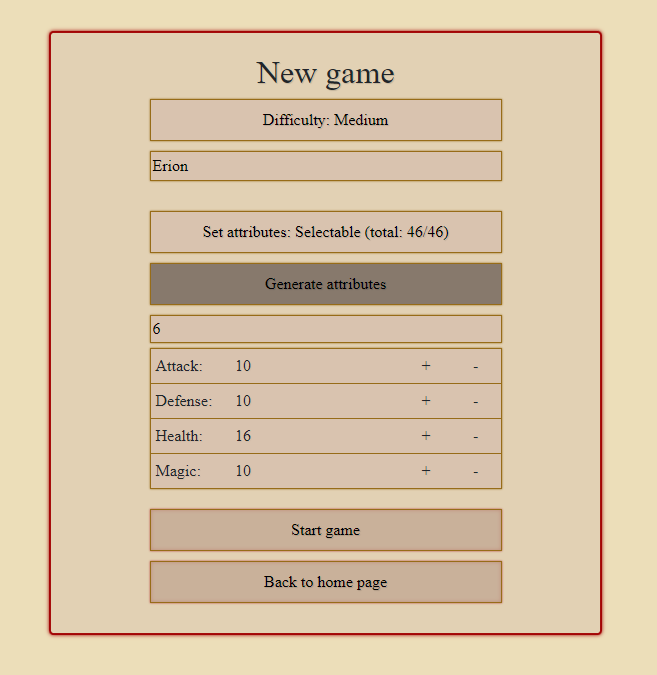 New game
Difficulty: Medium
Erion
Set attributes: Selectable (total: 46/46)
Generate attributes
6
Attack: 10 + -
Defense: 10 + -
Health: 16 + -
Magic: 10 + -
Start game
Back to home page